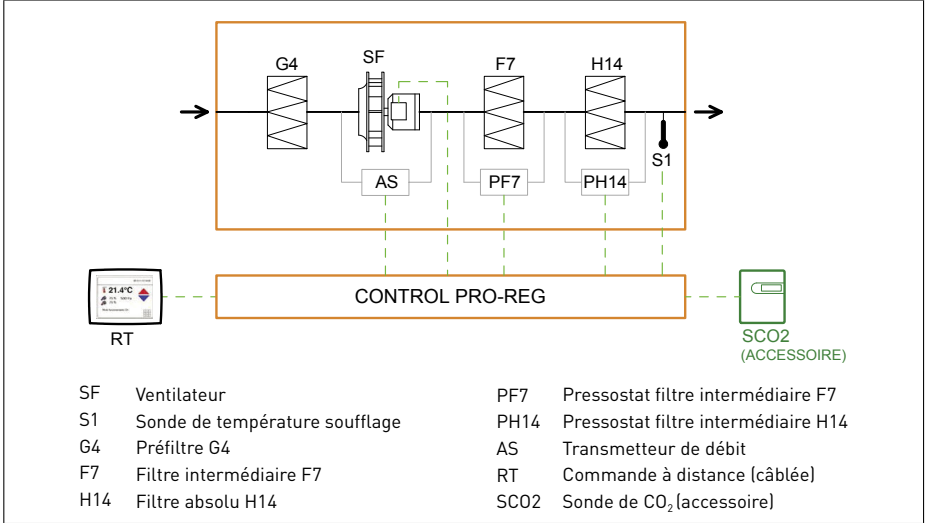 G4
SF
F7
H14
S1
AS
PF7
PH14
21.4°C
CONTROL PRO-REG
RT
SCO2
(ACCESSOIRE)
SF Ventilateur
S1 Sonde de température soufflage
G4 Préfiltre G4
F7 Filtre intermédiaire F7
H14 Filtre absolu H14
PF7 Pressostat filtre intermédiaire F7
PH14 Pressostat filtre intermédiaire H14
AS Transmetteur de débit
RT Commande à distance (câblée)
SCO2 Sonde de CO₂ (accessoire)